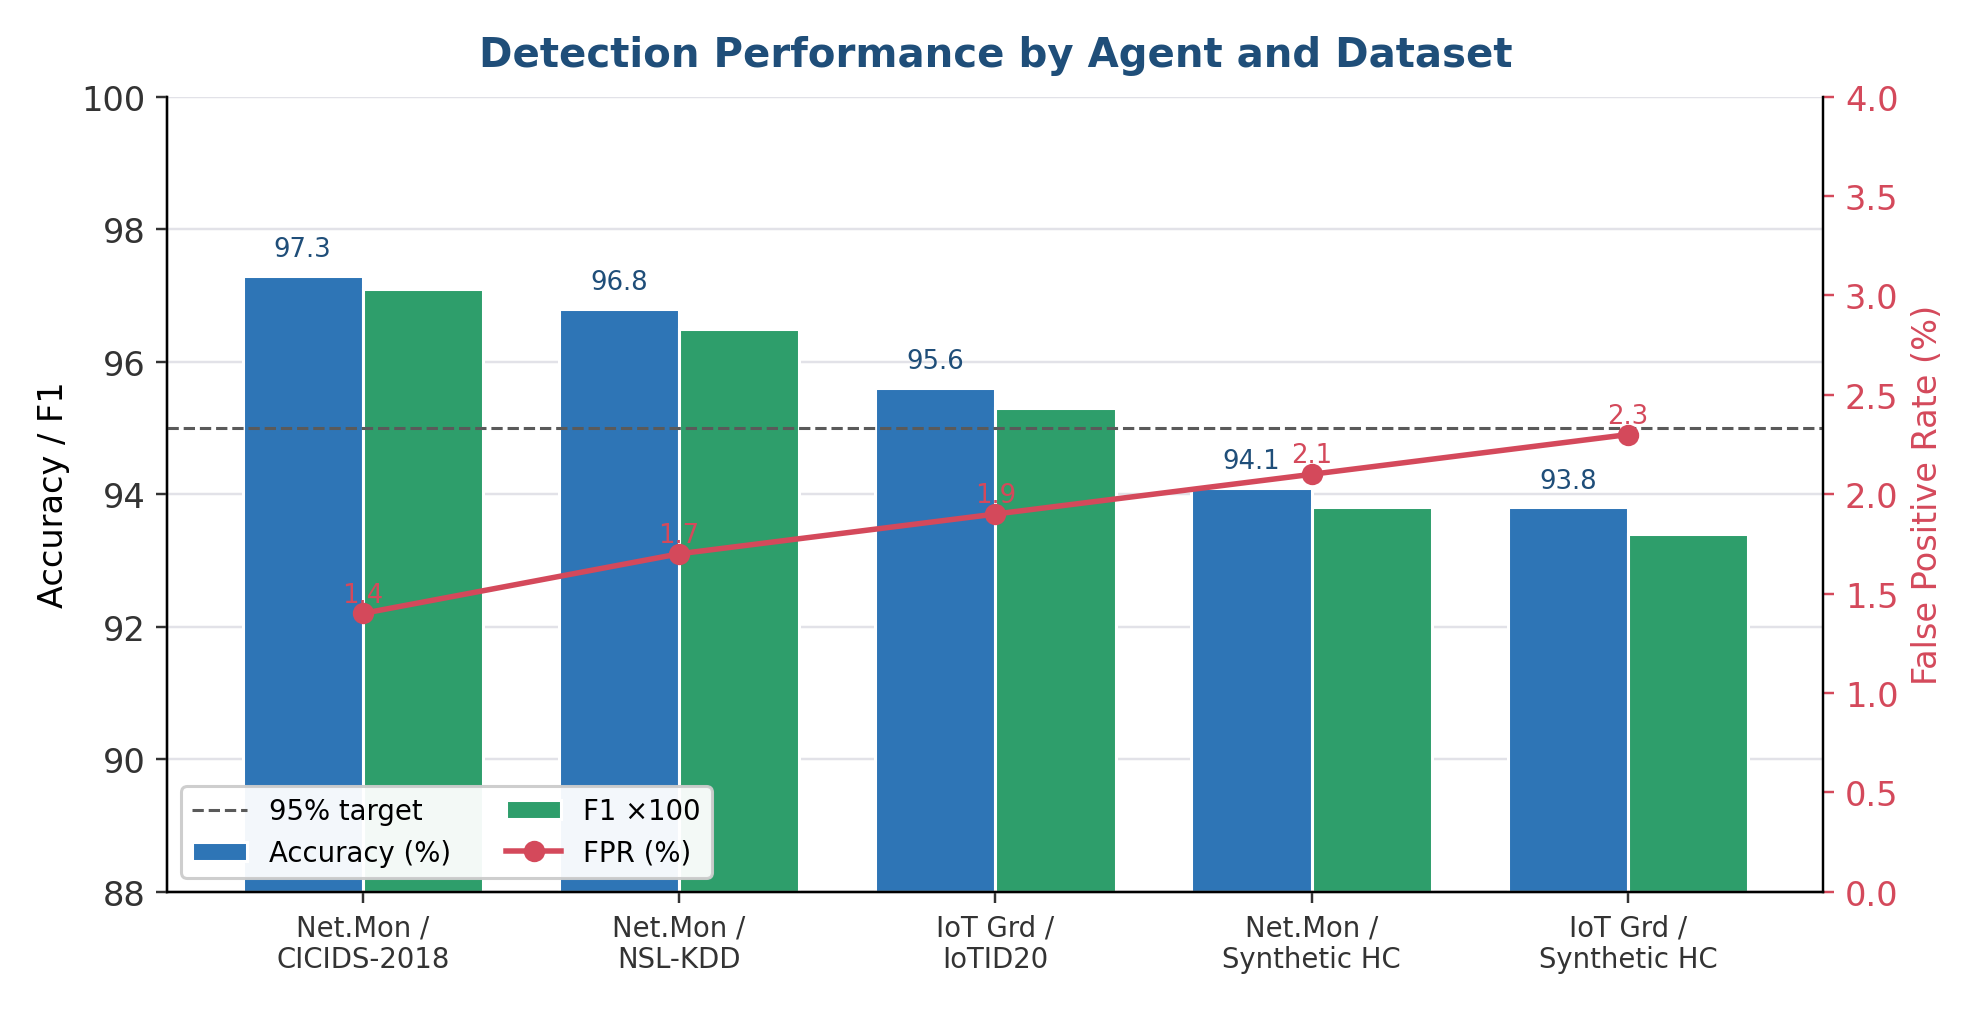 Detection Performance by Agent and Dataset
100
98
96
94
92
90
88
Accuracy / F1
4.0
3.5
3.0
2.5
2.0
1.5
1.0
0.5
0.0
False Positive Rate (%)
97.3
96.8
95.6
94.1
93.8
1.4
1.7
1.9
2.1
2.3
95% target
Accuracy (%)
F1 ×100
FPR (%)
Net.Mon /
CICIDS-2018
Net.Mon /
NSL-KDD
IoT Grd /
IoTID20
Net.Mon /
Synthetic HC
IoT Grd /
Synthetic HC